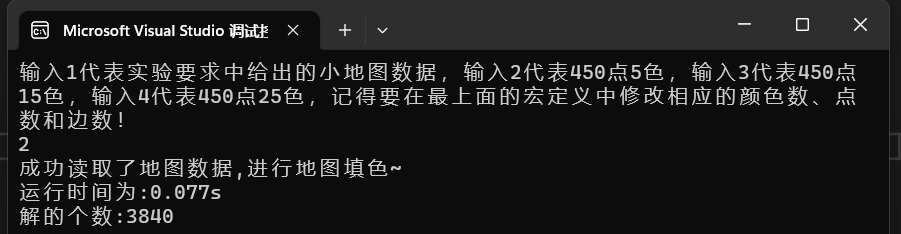 Microsoft Visual Studio 调试控
输入1代表实验要求中给出的小地图数据，输入2代表450点5色，输入3代表450点
15色，输入4代表450点25色，记得要在最上面的宏定义中修改相应的颜色数、点
数和边数！
2
成功读取了地图数据,进行地图填色~
运行时间为:0.077s
解的个数:3840